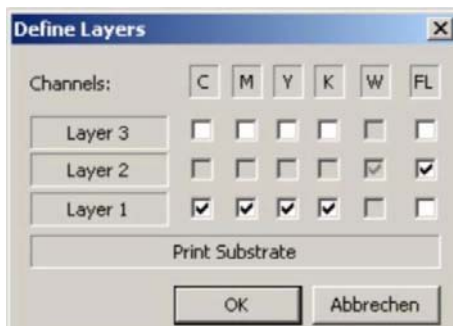 Define Layers
Channels: C M Y K W FL
Layer 3
Layer 2
Layer 1
Print Substrate
OK Abbrechen